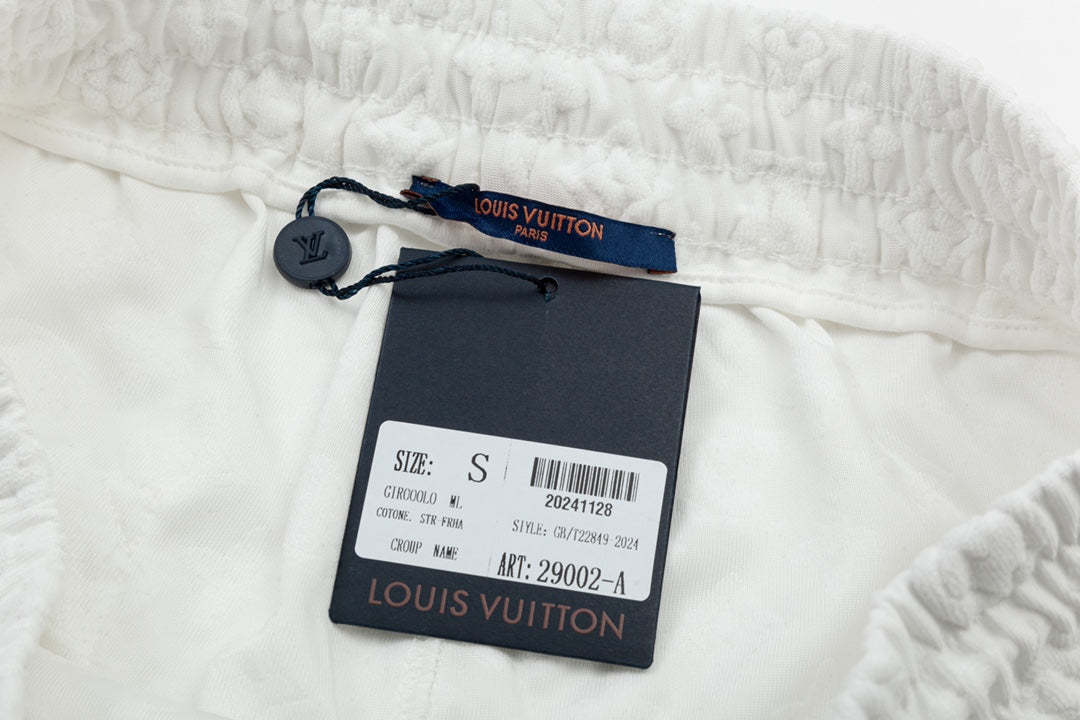 LOUIS VUITTON
PARIS
LV
SIZE: S
GIROOOLO ML
COTONE. STR-FRHA
CROUP NAME
20241128
STYLE: GB/T22849-2024
ART: 29002-A
LOUIS VUITTON